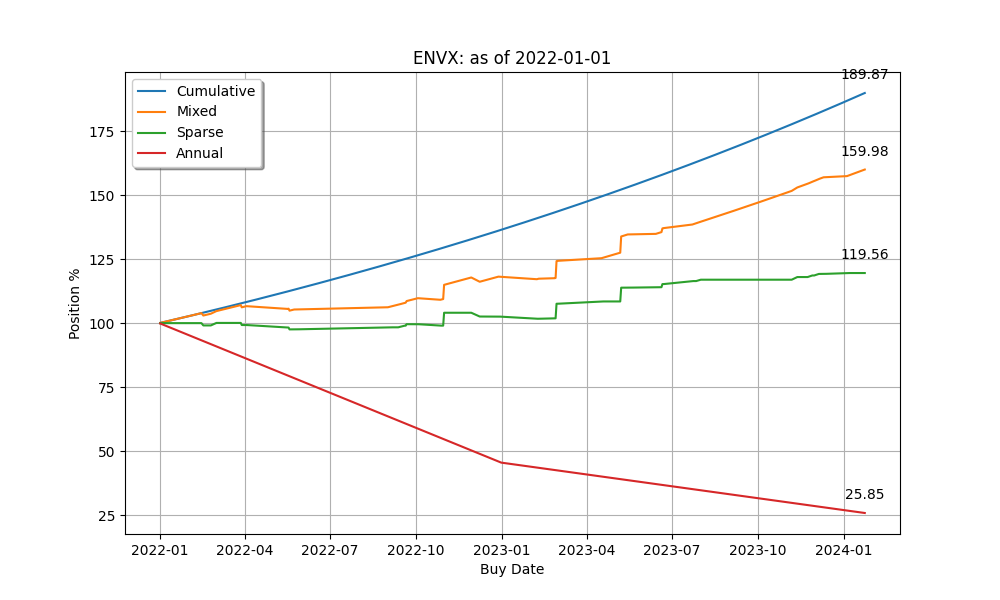 ENVX: as of 2022-01-01
189.87
Cumulative
Mixed
Sparse
Annual
159.98
119.56
25.85
Position %
175
150
125
100
75
50
25
2022-01
2022-04
2022-07
2022-10
2023-01
2023-04
2023-07
2023-10
2024-01
Buy Date